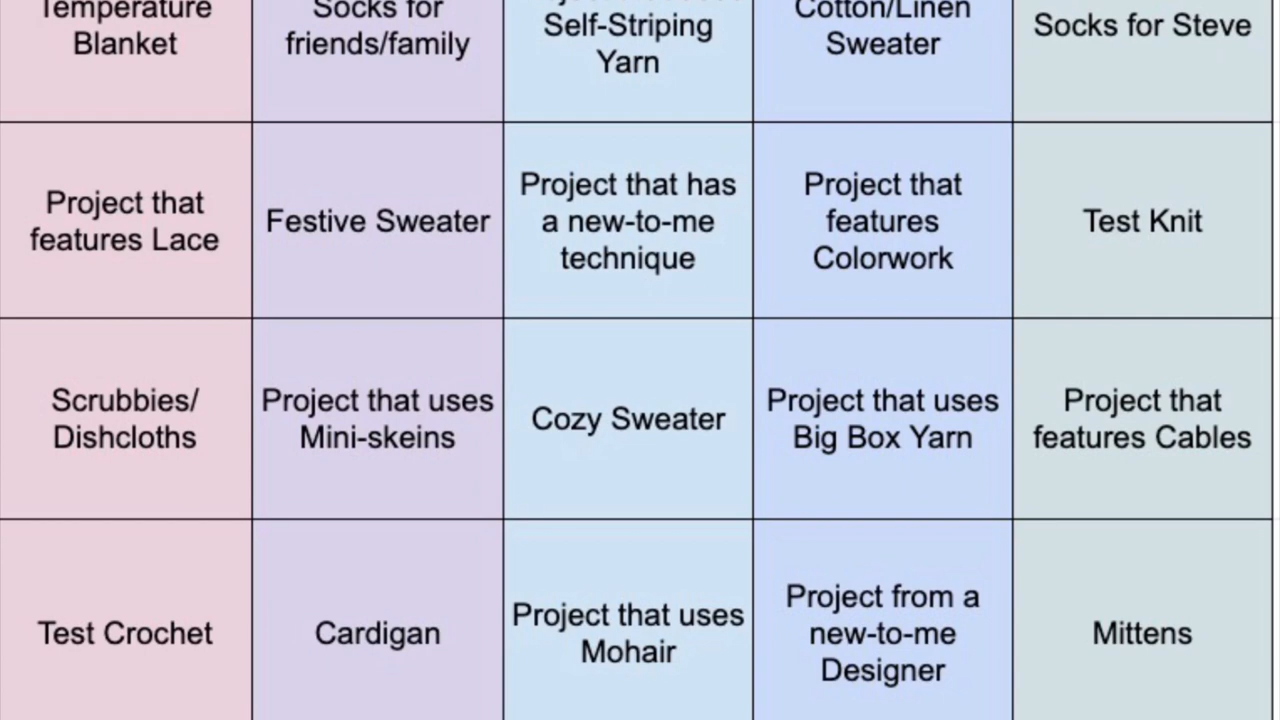 Temperature
Blanket
Socks for
friends/family
Self-Striping
Yarn
Cotton/Linen
Sweater
Socks for Steve
Project that
features Lace
Festive Sweater
Project that has
a new-to-me
technique
Project that
features
Colorwork
Test Knit
Scrubbies/
Dishcloths
Project that uses
Mini-skeins
Cozy Sweater
Project that uses
Big Box Yarn
Project that
features Cables
Test Crochet
Cardigan
Project that uses
Mohair
Project from a
new-to-me
Designer
Mittens